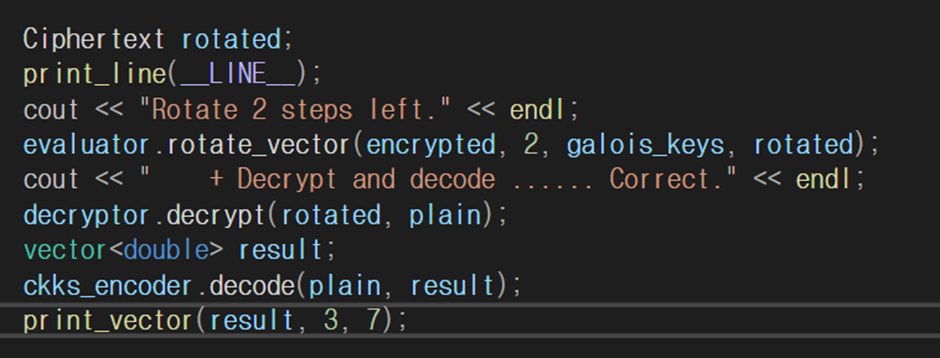 Ciphertext rotated;
print_line(__LINE__);
cout << "Rotate 2 steps left." << endl;
evaluator.rotate_vector(encrypted, 2, galois_keys, rotated);
cout << "    + Decrypt and decode ...... Correct." << endl;
decryptor.decrypt(rotated, plain);
vector<double> result;
ckks_encoder.decode(plain, result);
print_vector(result, 3, 7);